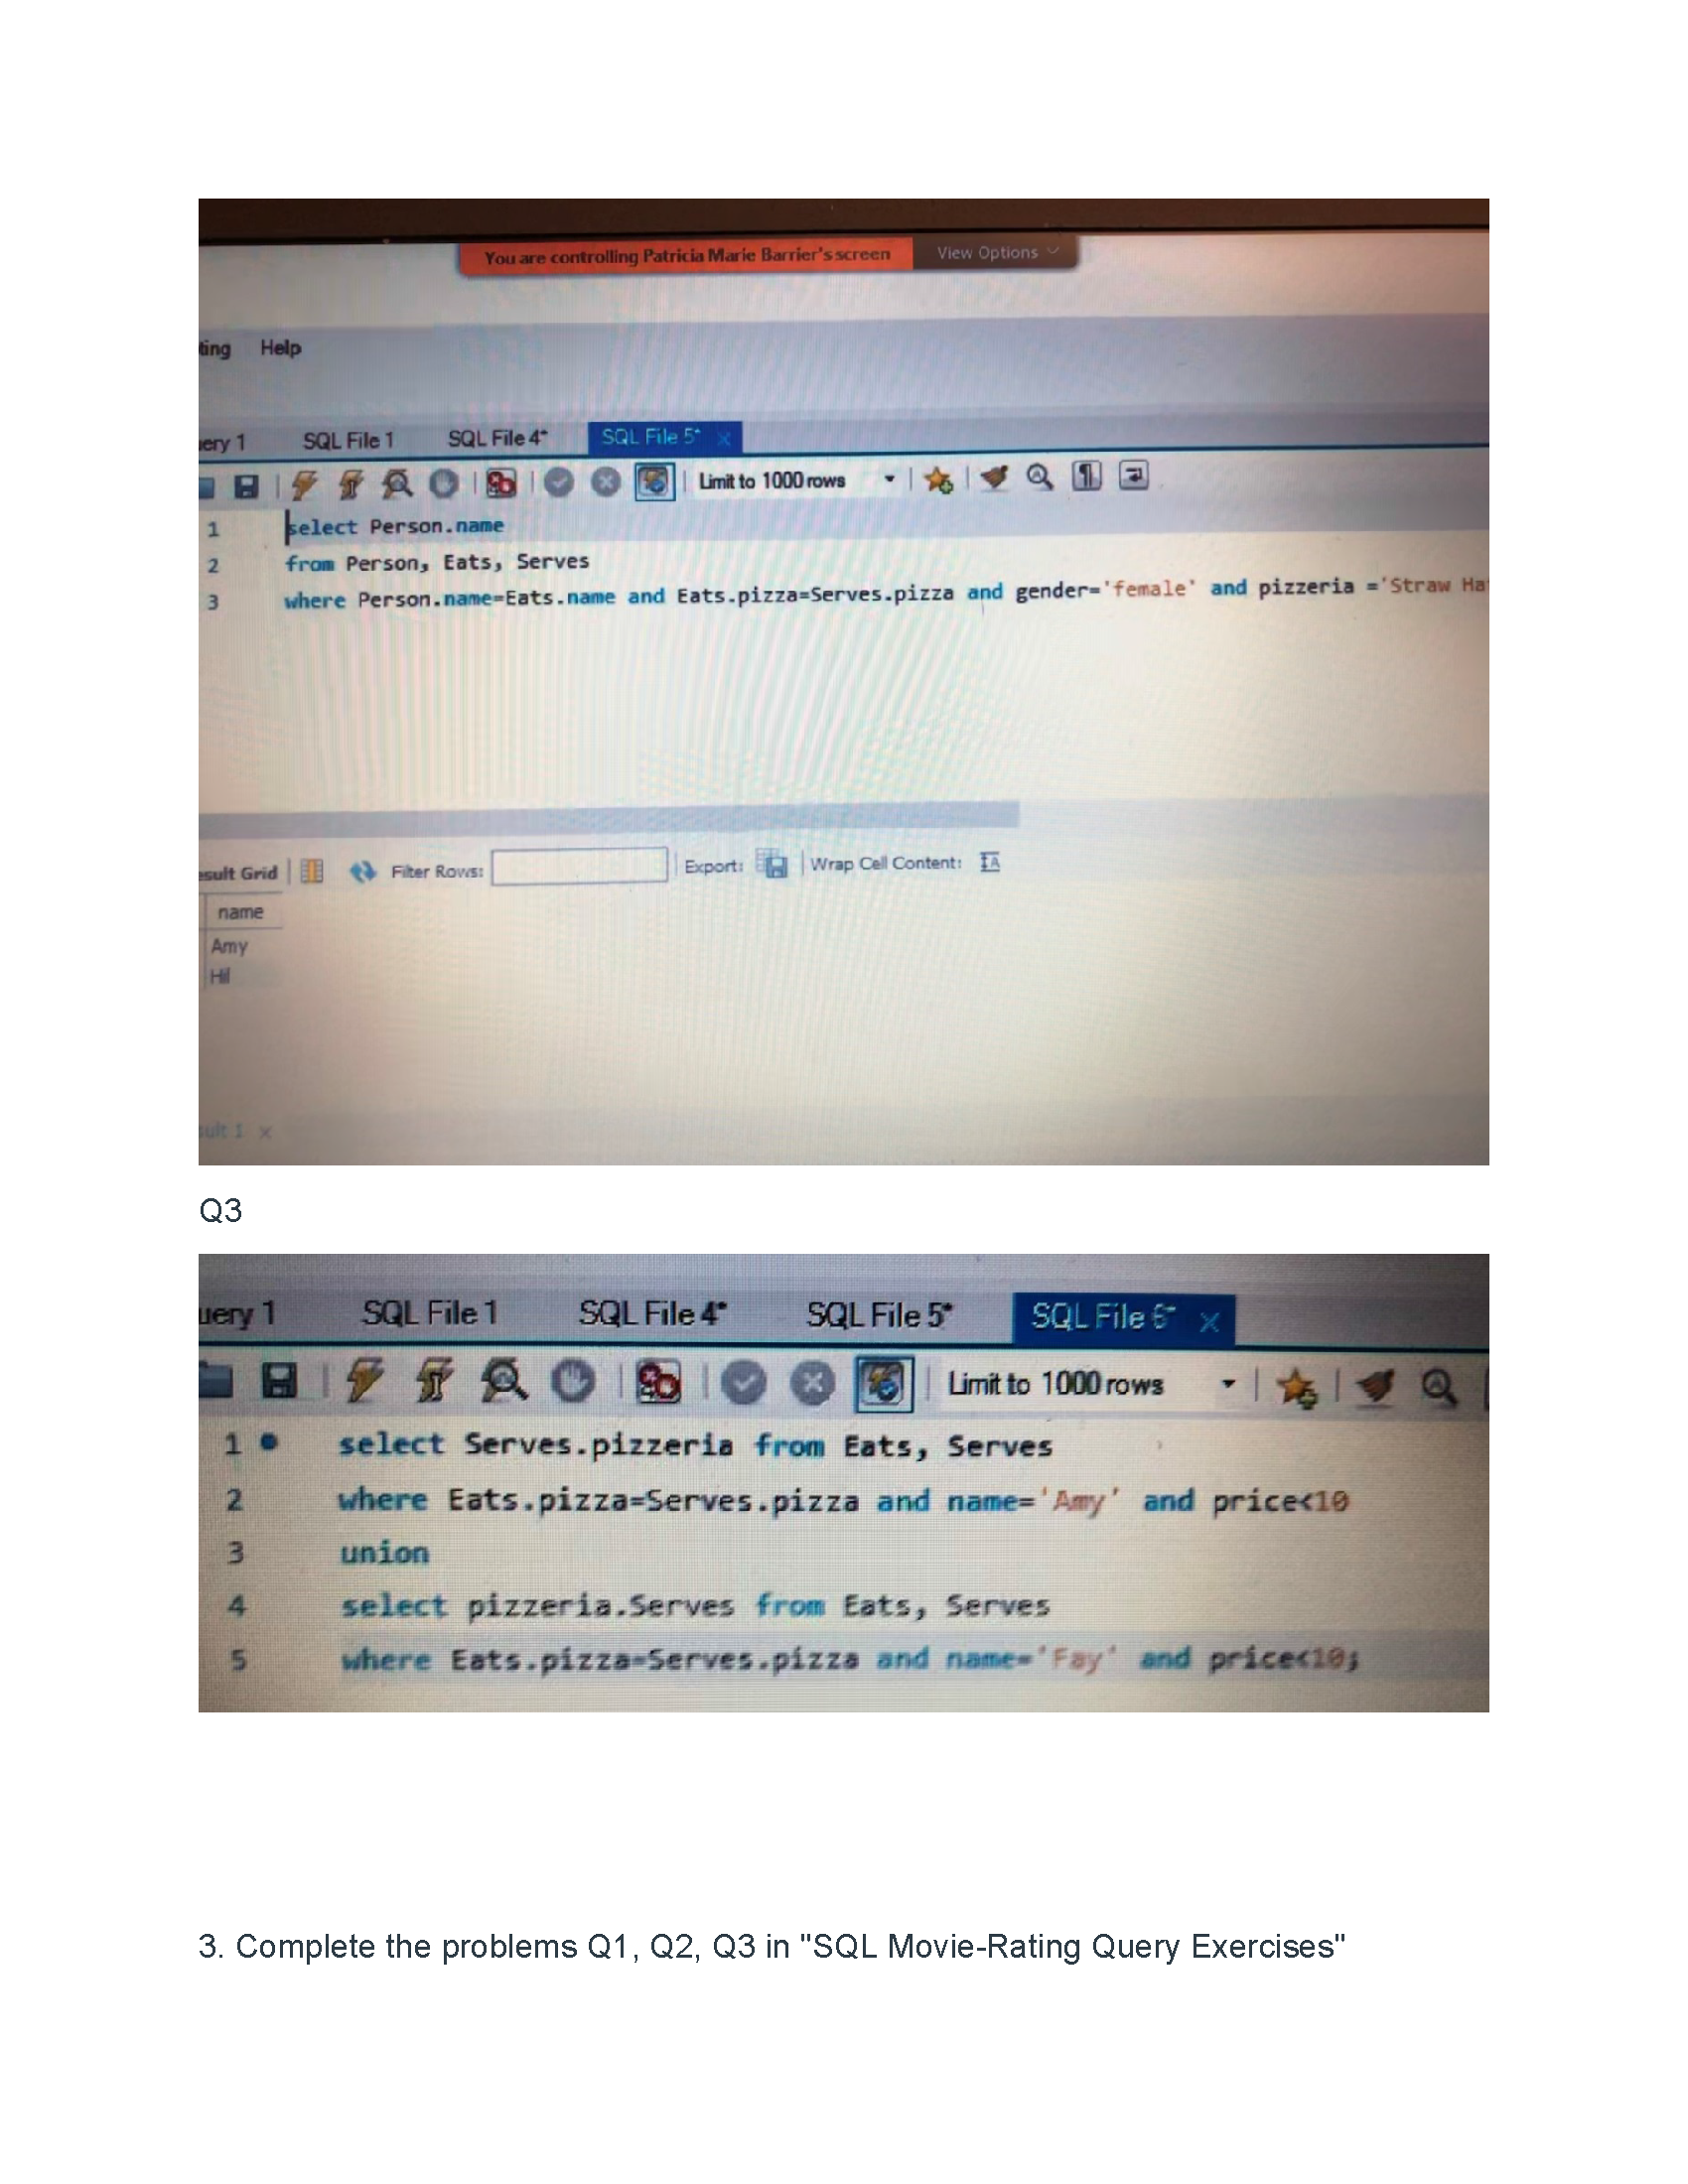 You are controlling Patricia Marie Barrier's screen View Options
ting Help
ery 1 SQL File 1 SQL File 4* SQL File 5* x
Limit to 1000 rows
1 select Person.name
2 from Person, Eats, Serves
3 where Person.name=Eats.name and Eats.pizza=Serves.pizza and gender='female' and pizzeria ='Straw Ha
esult Grid Filter Rows: Export: Wrap Cell Content: IA
name
Amy
Hil
sult 1 x
Q3
uery 1 SQL File 1 SQL File 4* SQL File 5* SQL File 6* x
Limit to 1000 rows
1 select Serves.pizzeria from Eats, Serves
2 where Eats.pizza=Serves.pizza and name='Amy' and price<10
3 union
4 select pizzeria.Serves from Eats, Serves
5 where Eats.pizza=Serves.pizza and name='Fay' and price<10;
3. Complete the problems Q1, Q2, Q3 in "SQL Movie-Rating Query Exercises"